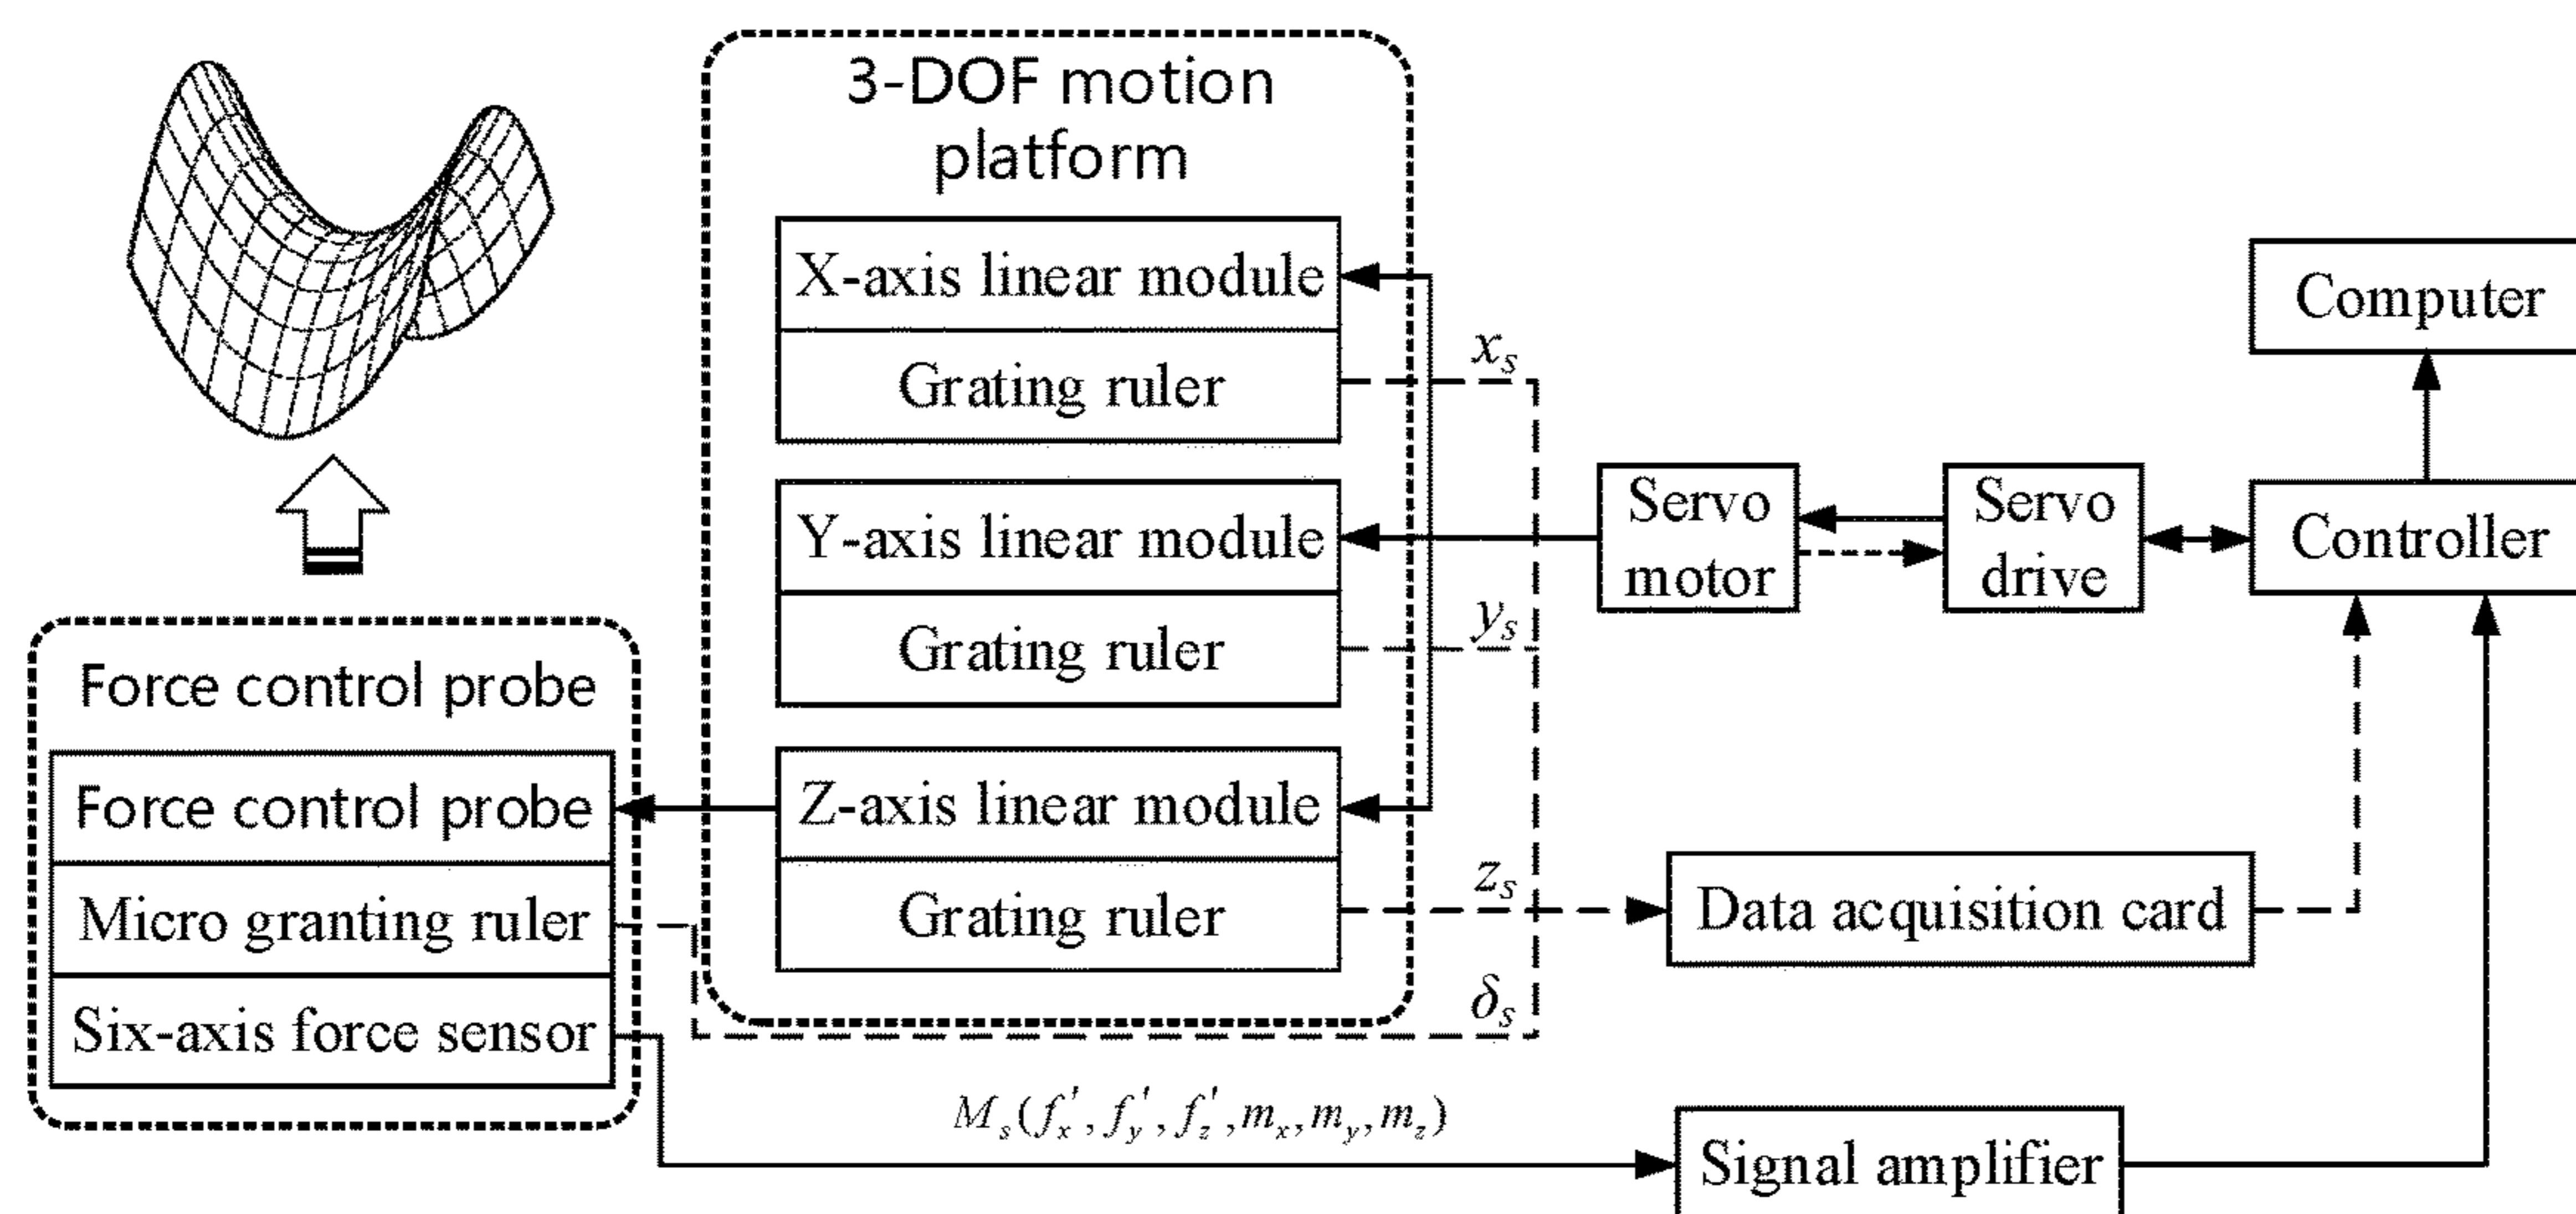 3-DOF motion
platform
X-axis linear module
Grating ruler
x_s
Y-axis linear module
Grating ruler
y_s
Z-axis linear module
Grating ruler
z_s
δ_s
Force control probe
Force control probe
Micro granting ruler
Six-axis force sensor
M_s(f_x', f_y', f_z', m_x, m_y, m_z)
Servo
motor
Servo
drive
Computer
Controller
Data acquisition card
Signal amplifier